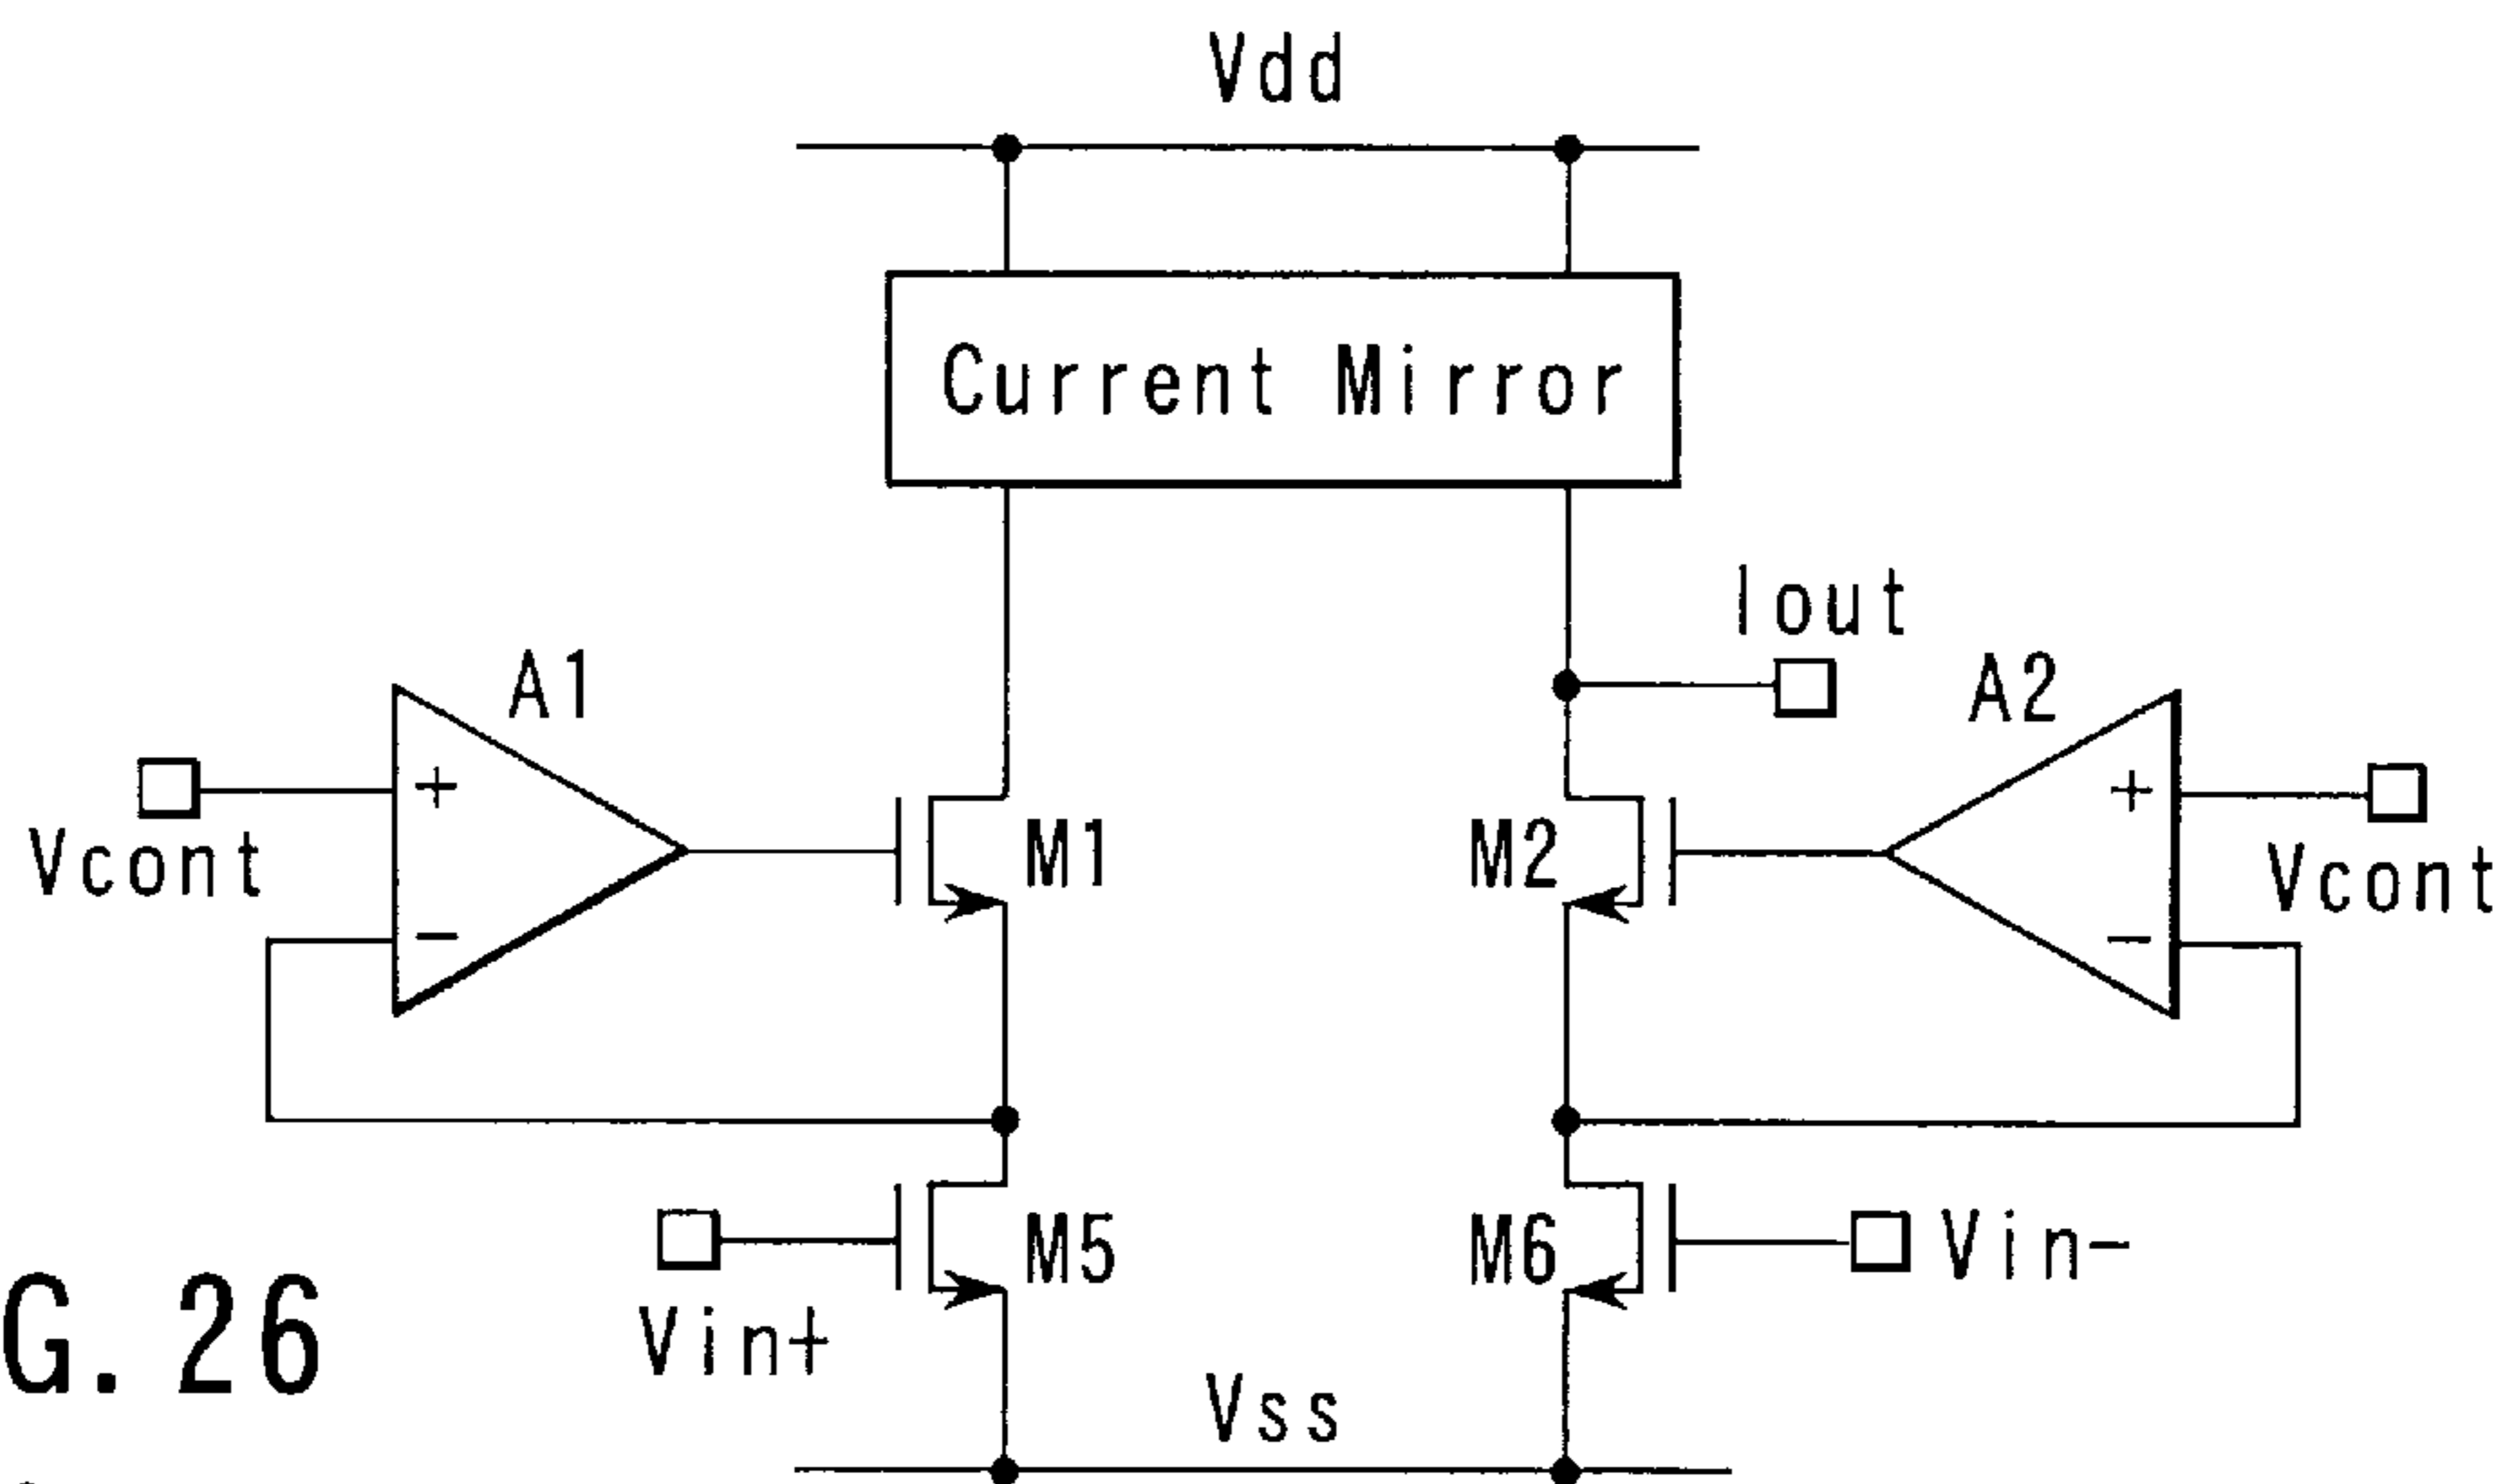 Vdd
Current Mirror
Iout
A1
A2
+
+
Vcont
M1
M2
Vcont
-
-
M5
M6
Vin-
Vin+
G. 26
Vss